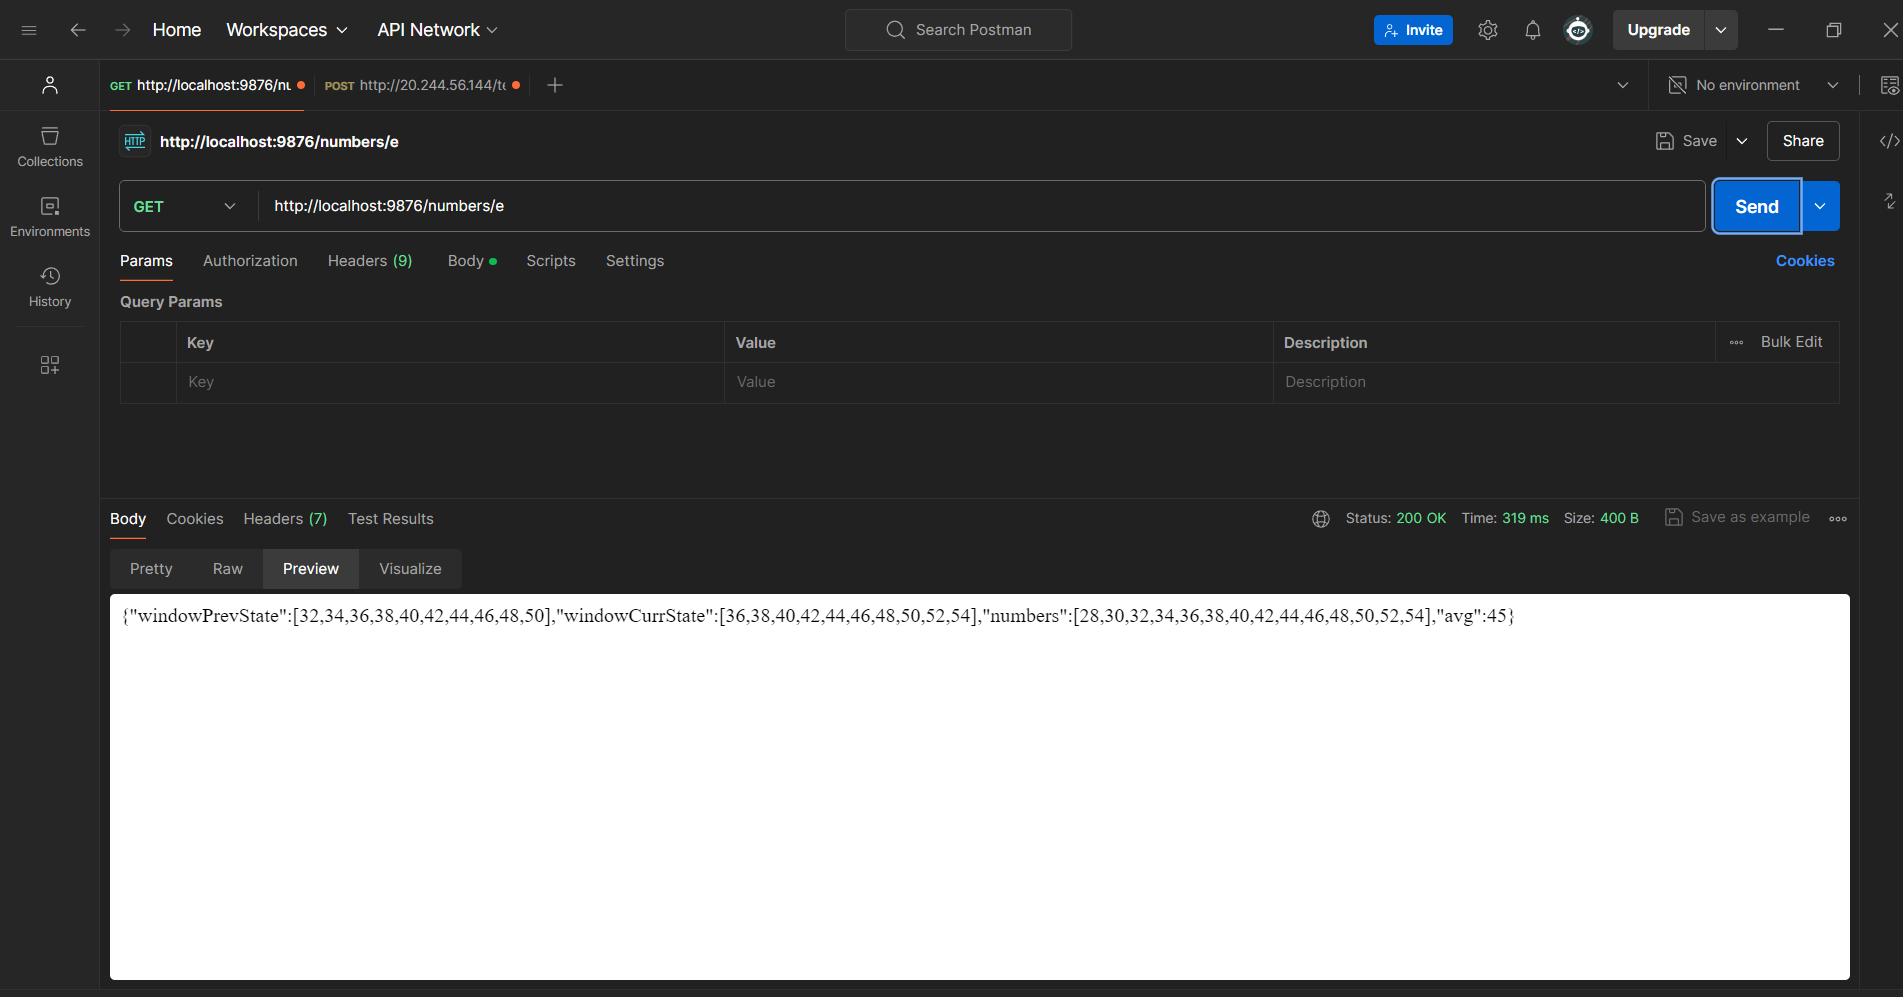 Home Workspaces API Network Search Postman Invite Upgrade
GET http://localhost:9876/nu POST http://20.244.56.144/te No environment
HTTP http://localhost:9876/numbers/e Save Share
Collections
GET http://localhost:9876/numbers/e Send
Environments
Params Authorization Headers (9) Body Scripts Settings Cookies
History
Query Params
Key Value Description Bulk Edit
Key Value Description
Body Cookies Headers (7) Test Results Status: 200 OK Time: 319 ms Size: 400 B Save as example
Pretty Raw Preview Visualize
{"windowPrevState":[32,34,36,38,40,42,44,46,48,50],"windowCurrState":[36,38,40,42,44,46,48,50,52,54],"numbers":[28,30,32,34,36,38,40,42,44,46,48,50,52,54],"avg":45}